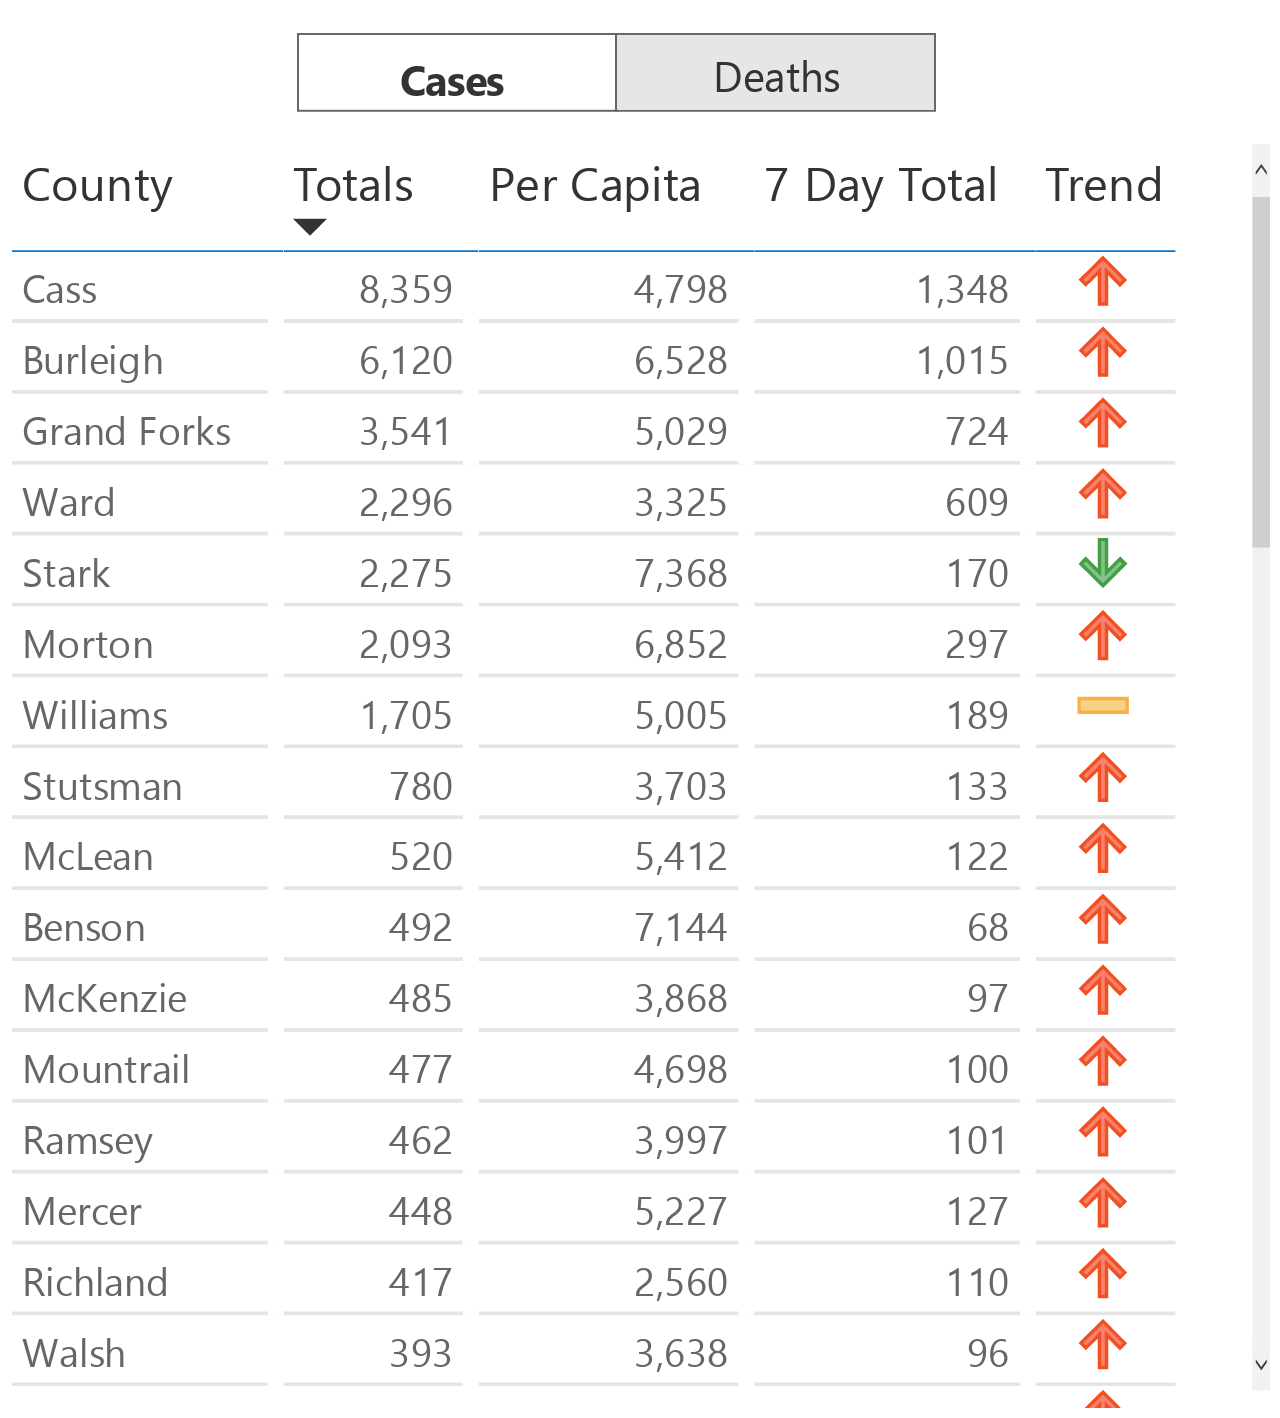 Cases Deaths
County Totals Per Capita 7 Day Total Trend
Cass 8,359 4,798 1,348
Burleigh 6,120 6,528 1,015
Grand Forks 3,541 5,029 724
Ward 2,296 3,325 609
Stark 2,275 7,368 170
Morton 2,093 6,852 297
Williams 1,705 5,005 189
Stutsman 780 3,703 133
McLean 520 5,412 122
Benson 492 7,144 68
McKenzie 485 3,868 97
Mountrail 477 4,698 100
Ramsey 462 3,997 101
Mercer 448 5,227 127
Richland 417 2,560 110
Walsh 393 3,638 96